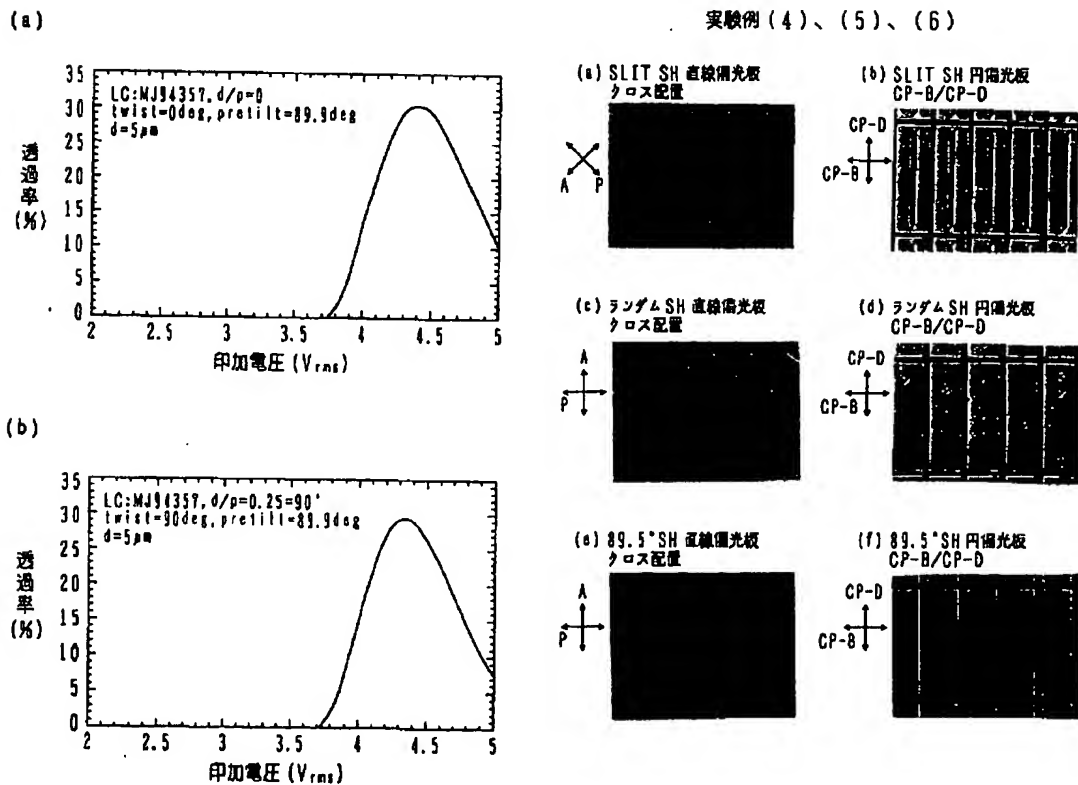 (a)
35
30
25
20
15
10
5
0
透過率(%)
LC:MJ94357, d/p=0
twist=0deg, pretilt=89.9deg
d=5μm
2 2.5 3 3.5 4 4.5 5
印加電圧(Vrms)
(b)
35
30
25
20
15
10
5
0
透過率(%)
LC:MJ94357, d/p=0.25=90°
twist=90deg, pretilt=89.9deg
d=5μm
2 2.5 3 3.5 4 4.5 5
印加電圧(Vrms)
実験例(4)、(5)、(6)
(a) SLIT SH 直線偏光板
クロス配置
A P
(b) SLIT SH 円偏光板
CP-B/CP-D
CP-D
CP-B
(c) ランダムSH 直線偏光板
クロス配置
A
P
(d) ランダムSH 円偏光板
CP-B/CP-D
CP-D
CP-B
(e) 89.5°SH 直線偏光板
クロス配置
A
P
(f) 89.5°SH 円偏光板
CP-B/CP-D
CP-D
CP-B